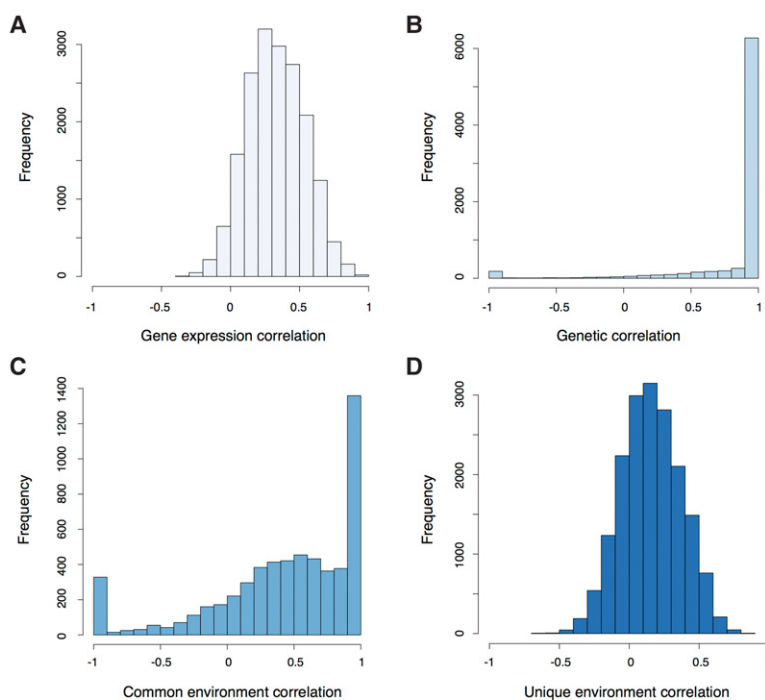 A
Frequency
0 1000 2000 3000
-1 -0.5 0 0.5 1
Gene expression correlation
B
Frequency
0 2000 4000 6000
-1 -0.5 0 0.5 1
Genetic correlation
C
Frequency
0 200 400 600 800 1000 1200 1400
-1 -0.5 0 0.5 1
Common environment correlation
D
Frequency
0 1000 2000 3000
-1 -0.5 0 0.5
Unique environment correlation